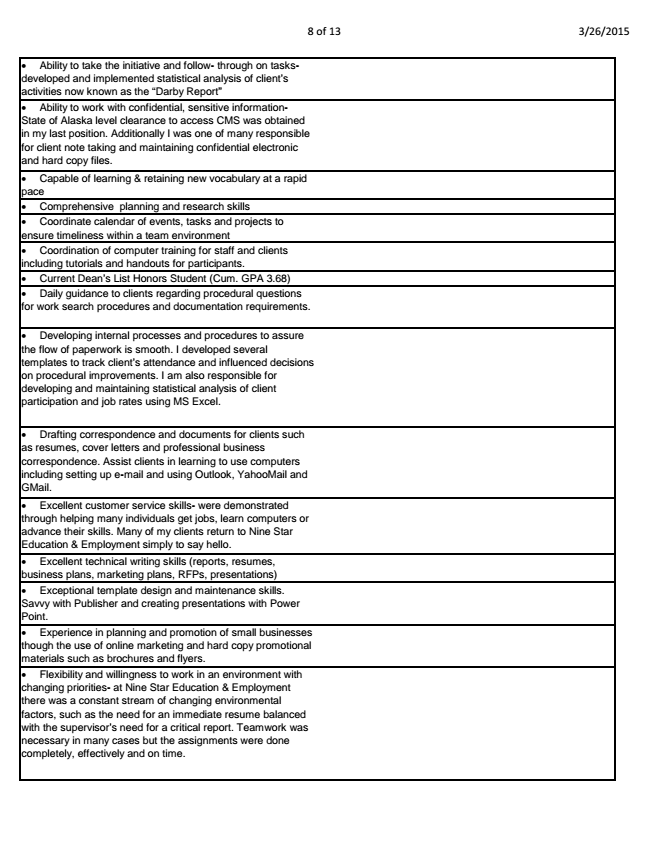 8 of 13
3/26/2015
• Ability to take the initiative and follow- through on tasks-
developed and implemented statistical analysis of client's
activities now known as the “Darby Report”
• Ability to work with confidential, sensitive information-
State of Alaska level clearance to access CMS was obtained
in my last position. Additionally I was one of many responsible
for client note taking and maintaining confidential electronic
and hard copy files.
• Capable of learning & retaining new vocabulary at a rapid
pace
• Comprehensive planning and research skills
• Coordinate calendar of events, tasks and projects to
ensure timeliness within a team environment
• Coordination of computer training for staff and clients
including tutorials and handouts for participants.
• Current Dean's List Honors Student (Cum. GPA 3.68)
• Daily guidance to clients regarding procedural questions
for work search procedures and documentation requirements.
• Developing internal processes and procedures to assure
the flow of paperwork is smooth. I developed several
templates to track client's attendance and influenced decisions
on procedural improvements. I am also responsible for
developing and maintaining statistical analysis of client
participation and job rates using MS Excel.
• Drafting correspondence and documents for clients such
as resumes, cover letters and professional business
correspondence. Assist clients in learning to use computers
including setting up e-mail and using Outlook, YahooMail and
GMail.
• Excellent customer service skills- were demonstrated
through helping many individuals get jobs, learn computers or
advance their skills. Many of my clients return to Nine Star
Education & Employment simply to say hello.
• Excellent technical writing skills (reports, resumes,
business plans, marketing plans, RFPs, presentations)
• Exceptional template design and maintenance skills.
Savvy with Publisher and creating presentations with Power
Point.
• Experience in planning and promotion of small businesses
though the use of online marketing and hard copy promotional
materials such as brochures and flyers.
• Flexibility and willingness to work in an environment with
changing priorities- at Nine Star Education & Employment
there was a constant stream of changing environmental
factors, such as the need for an immediate resume balanced
with the supervisor's need for a critical report. Teamwork was
necessary in many cases but the assignments were done
completely, effectively and on time.